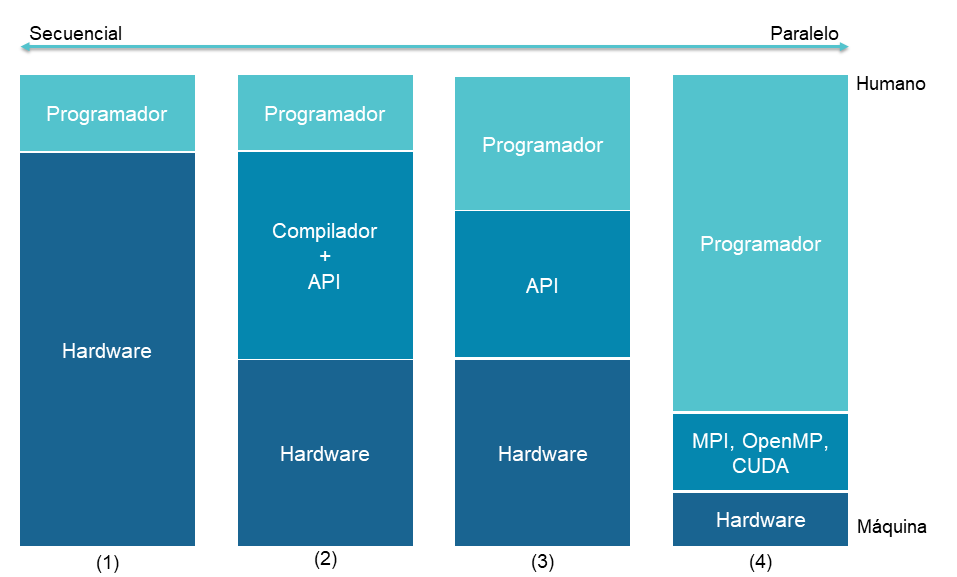 Secuencial
Paralelo
Humano
Programador
Hardware
(1)
Programador
Compilador
+
API
Hardware
(2)
Programador
API
Hardware
(3)
Programador
MPI, OpenMP,
CUDA
Hardware
(4)
Máquina